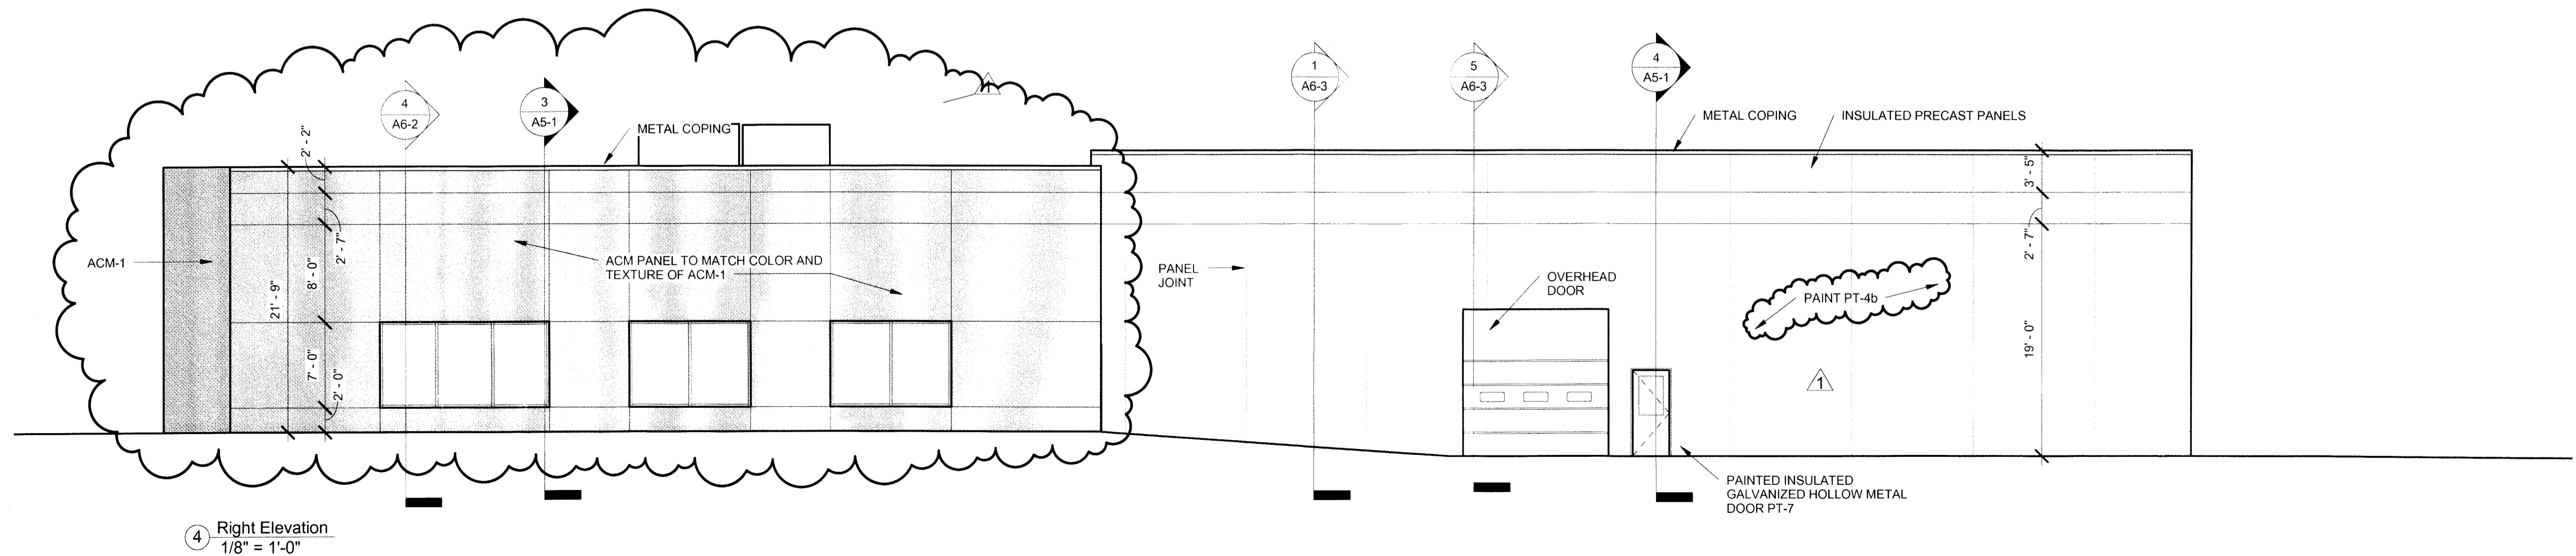 4
A6-2
3
A5-1
1
1
A6-3
5
A6-3
4
A5-1
METAL COPING
METAL COPING
INSULATED PRECAST PANELS
2' - 2"
2' - 7"
8' - 0"
21' - 9"
7' - 0"
2' - 0"
ACM-1
ACM PANEL TO MATCH COLOR AND
TEXTURE OF ACM-1
PANEL
JOINT
OVERHEAD
DOOR
PAINT PT-4b
1
3' - 5"
2' - 7"
19' - 0"
PAINTED INSULATED
GALVANIZED HOLLOW METAL
DOOR PT-7
4
Right Elevation
1/8" = 1'-0"